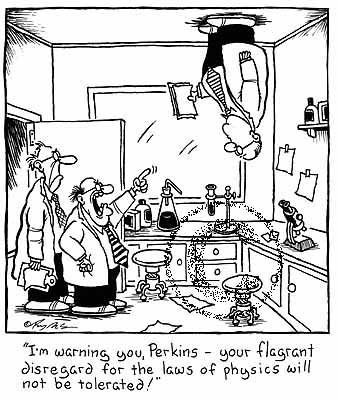 "I'm warning you, Perkins – your flagrant
disregard for the laws of physics will
not be tolerated!"